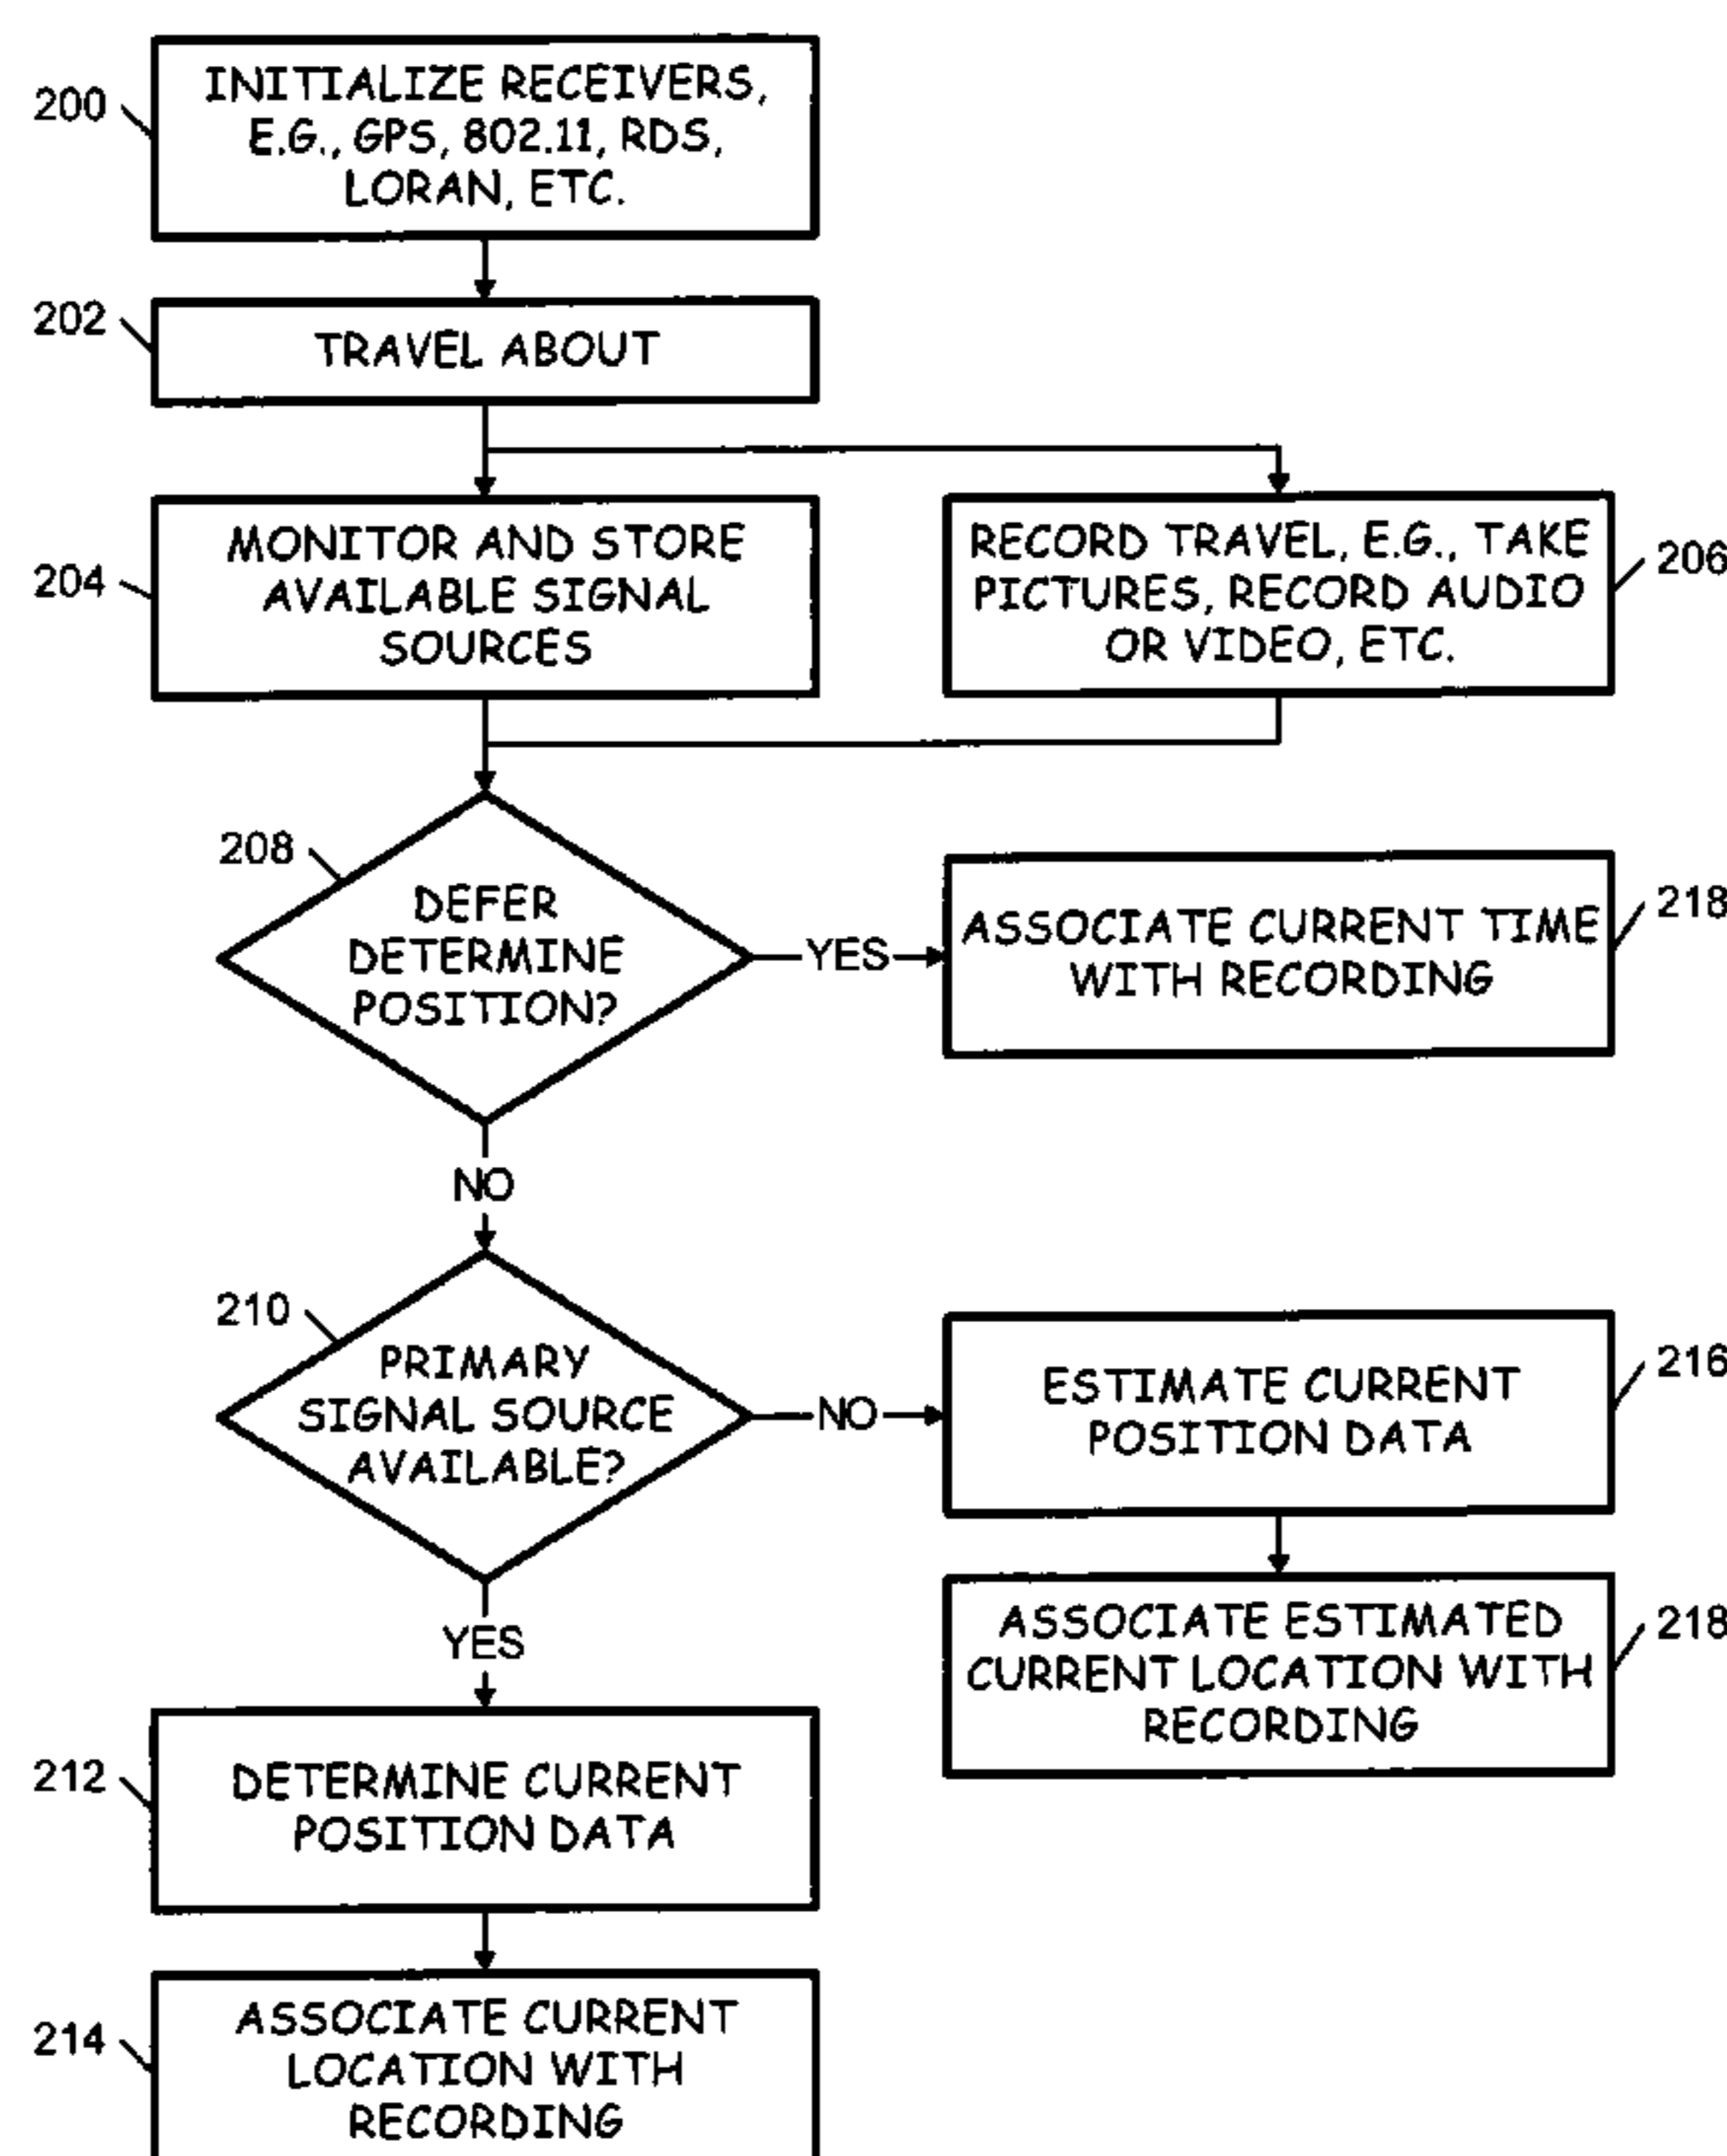 200
INITIALIZE RECEIVERS,
E.G., GPS, 802.11, RDS,
LORAN, ETC.
202
TRAVEL ABOUT
204
MONITOR AND STORE
AVAILABLE SIGNAL
SOURCES
RECORD TRAVEL, E.G., TAKE
PICTURES, RECORD AUDIO
OR VIDEO, ETC.
206
208
DEFER
DETERMINE
POSITION?
YES
ASSOCIATE CURRENT TIME
WITH RECORDING
218
NO
210
PRIMARY
SIGNAL SOURCE
AVAILABLE?
NO
ESTIMATE CURRENT
POSITION DATA
216
YES
ASSOCIATE ESTIMATED
CURRENT LOCATION WITH
RECORDING
218
212
DETERMINE CURRENT
POSITION DATA
214
ASSOCIATE CURRENT
LOCATION WITH
RECORDING